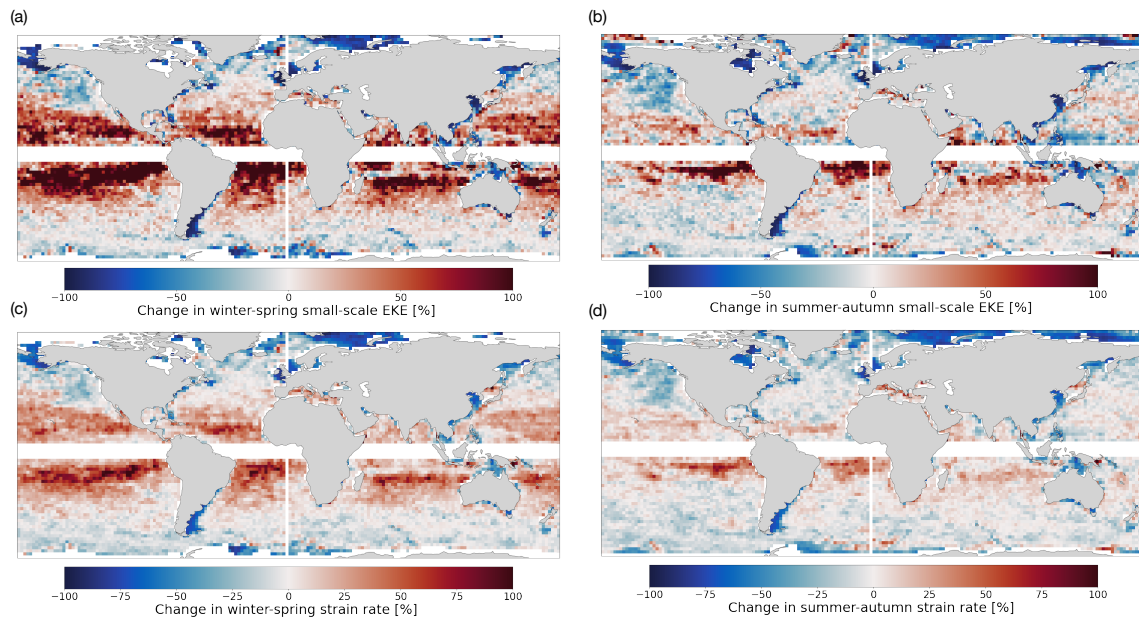 (a)
(b)
−100 −50 0 50 100
Change in winter-spring small-scale EKE [%]
−100 −50 0 50 100
Change in summer-autumn small-scale EKE [%]
(c)
(d)
−100 −75 −50 −25 0 25 50 75 100
Change in winter-spring strain rate [%]
−100 −75 −50 −25 0 25 50 75 100
Change in summer-autumn strain rate [%]